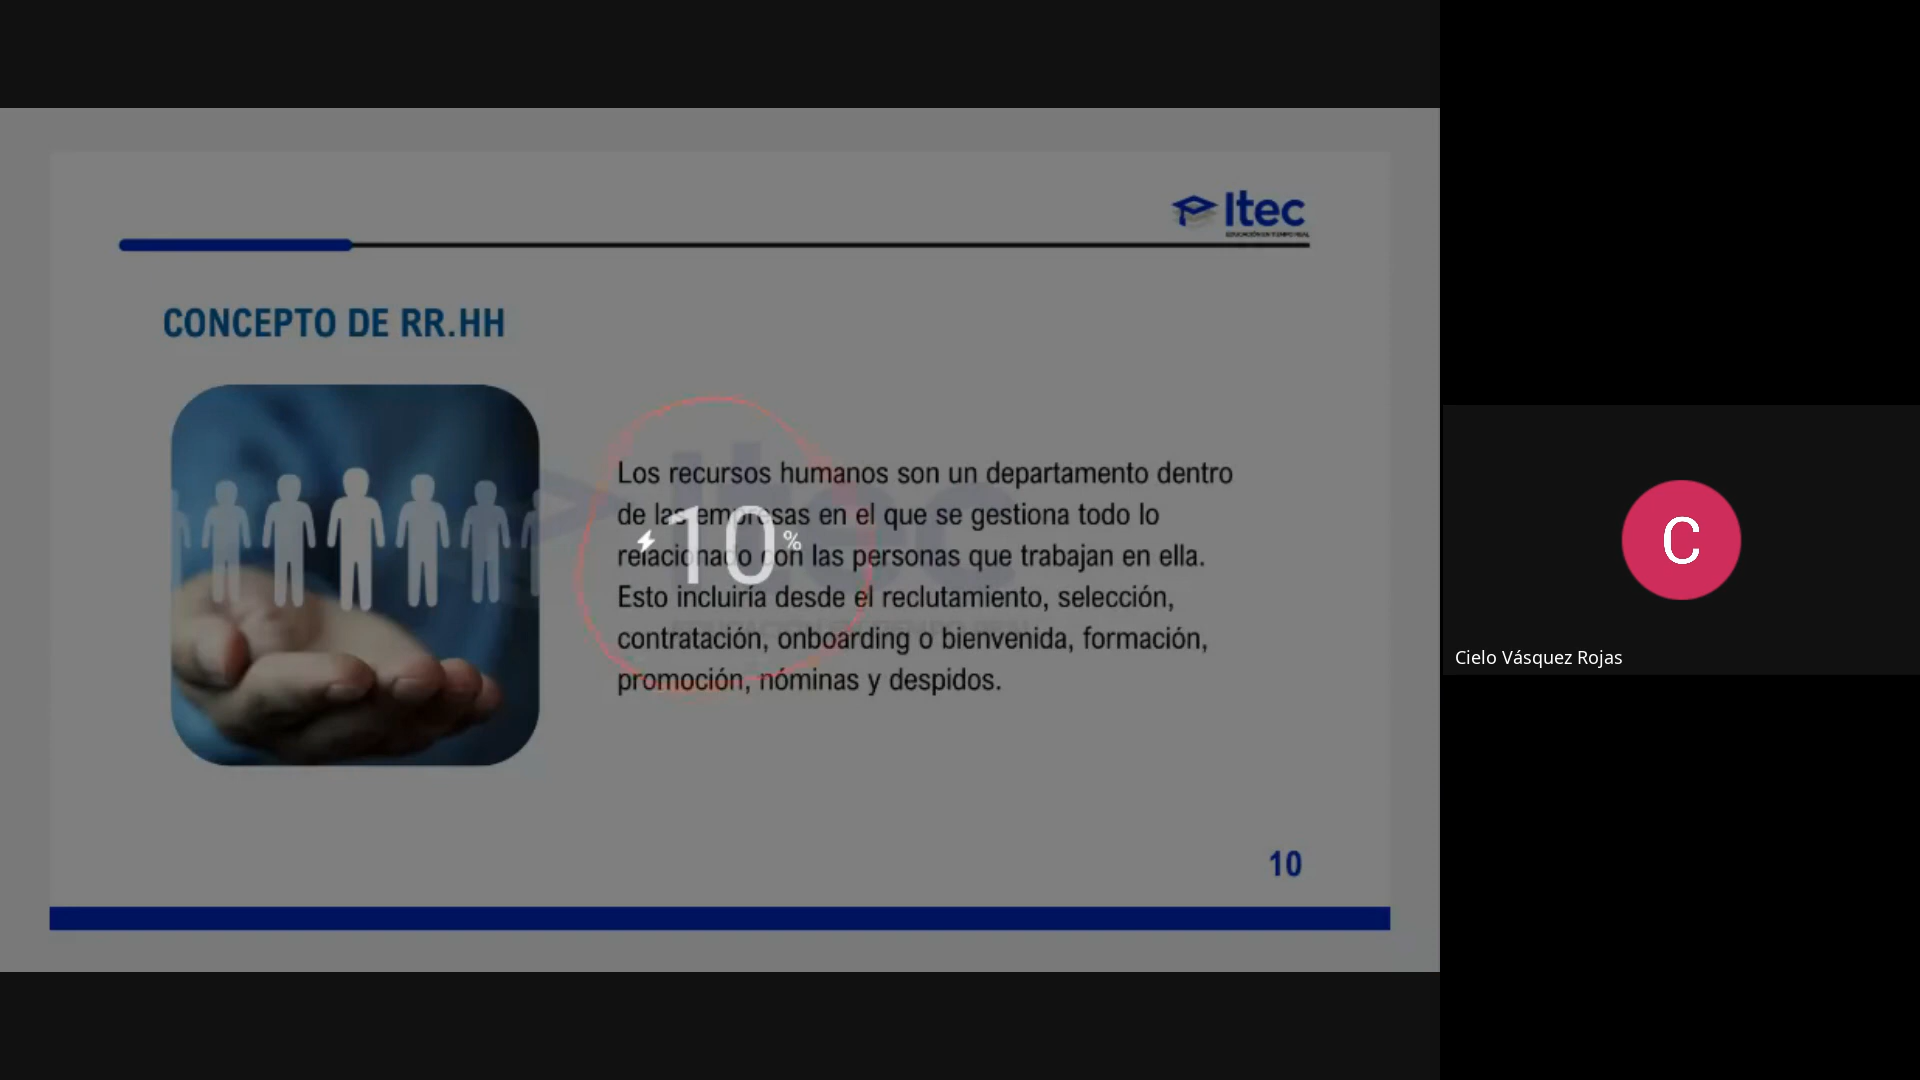 Itec
CONCEPTO DE RR.HH
Los recursos humanos son un departamento dentro
de las empresas en el que se gestiona todo lo
relacionado con las personas que trabajan en ella.
Esto incluiría desde el reclutamiento, selección,
contratación, onboarding o bienvenida, formación,
promoción, nóminas y despidos.
10%
10
C
Cielo Vásquez Rojas